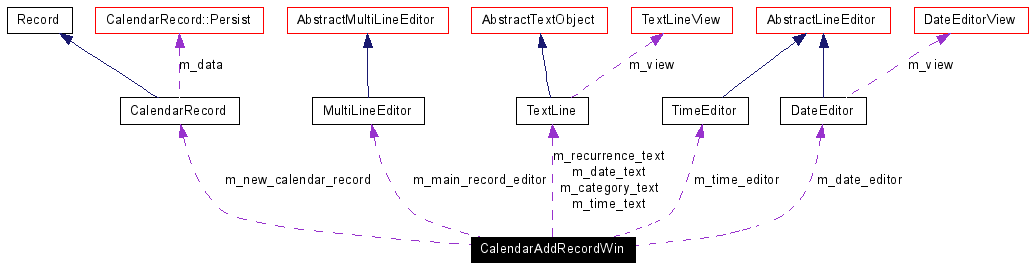 Record
CalendarRecord::Persist
AbstractMultiLineEditor
AbstractTextObject
TextLineView
AbstractLineEditor
DateEditorView
m_data
m_view
m_view
CalendarRecord
MultiLineEditor
TextLine
TimeEditor
DateEditor
m_new_calendar_record
m_main_record_editor
m_recurrence_text
m_date_text
m_category_text
m_time_text
m_time_editor
m_date_editor
CalendarAddRecordWin